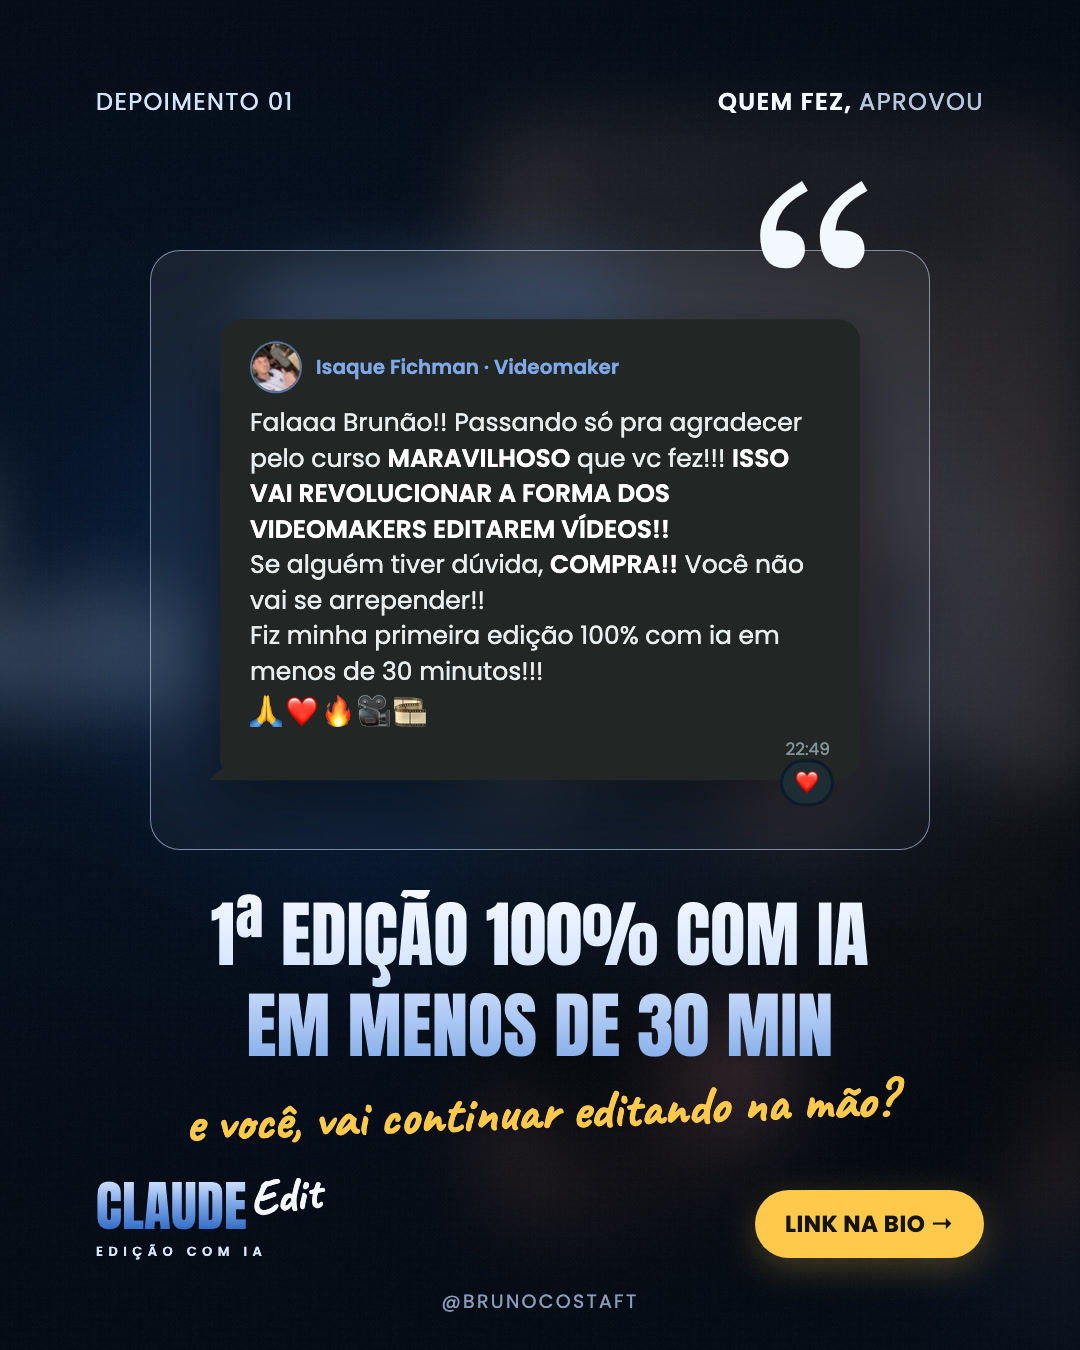 DEPOIMENTO 01
QUEM FEZ, APROVOU
“
Isaque Fichman · Videomaker
Falaaa Brunão!! Passando só pra agradecer
pelo curso MARAVILHOSO que vc fez!!! ISSO
VAI REVOLUCIONAR A FORMA DOS
VIDEOMAKERS EDITAREM VÍDEOS!!
Se alguém tiver dúvida, COMPRA!! Você não
vai se arrepender!!
Fiz minha primeira edição 100% com ia em
menos de 30 minutos!!!
🙏❤️🔥🎥🎞️
22:49
❤️
1ª EDIÇÃO 100% COM IA
EM MENOS DE 30 MIN
e você, vai continuar editando na mão?
CLAUDE Edit
EDIÇÃO COM IA
LINK NA BIO →
@BRUNOCOSTAFT